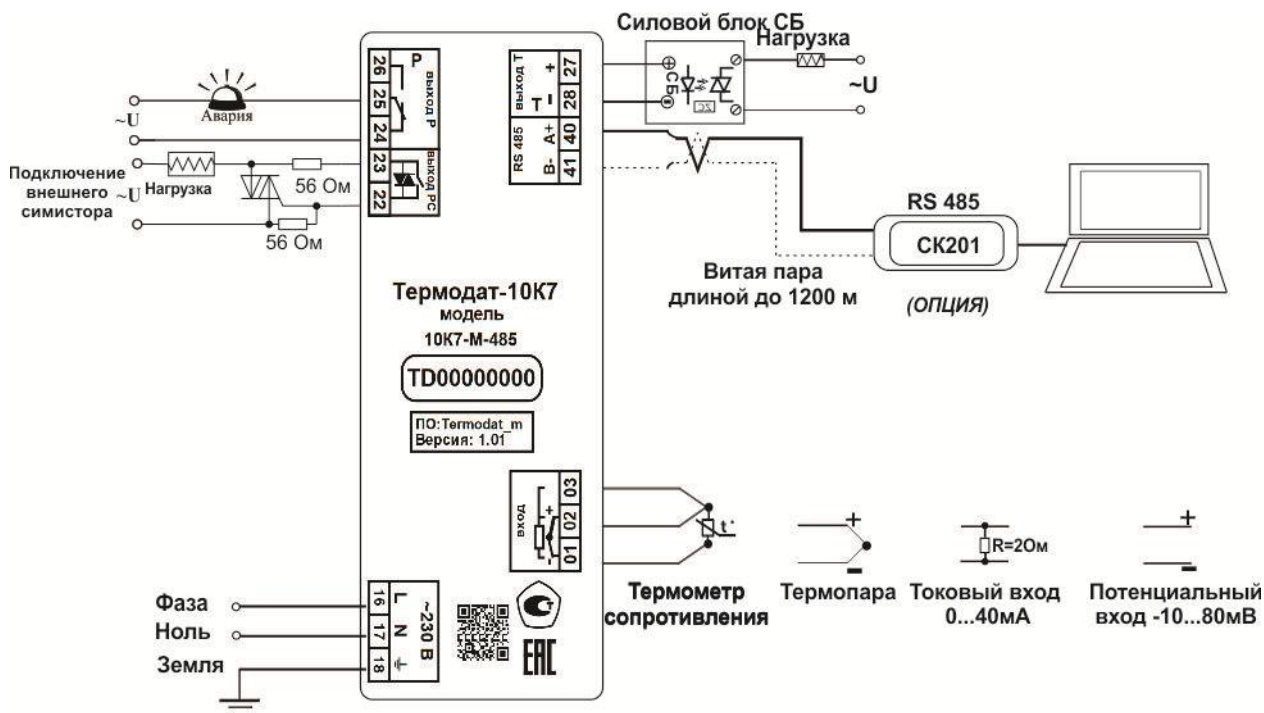 Силовой блок СБ
Нагрузка
~U
СБ
2С
26
25
24
23
22
Р
выход Р
выход РС
выход Т
Т
+
–
27
28
40
41
RS 485
A+
B-
Авария
~U
Подключение
внешнего
симистора
~U
Нагрузка
56 Ом
56 Ом
RS 485
СК201
(ОПЦИЯ)
Витая пара
длиной до 1200 м
Термодат-10К7
модель
10К7-М-485
TD00000000
ПО:Termodat_m
Версия: 1.01
вход
+
-
03
02
01
t°
Термометр
сопротивления
+
–
Термопара
R=2Ом
Токовый вход
0...40мА
+
–
Потенциальный
вход -10...80мВ
Фаза
Ноль
Земля
16
17
18
L
N
~230 В
С
т
ЕАС